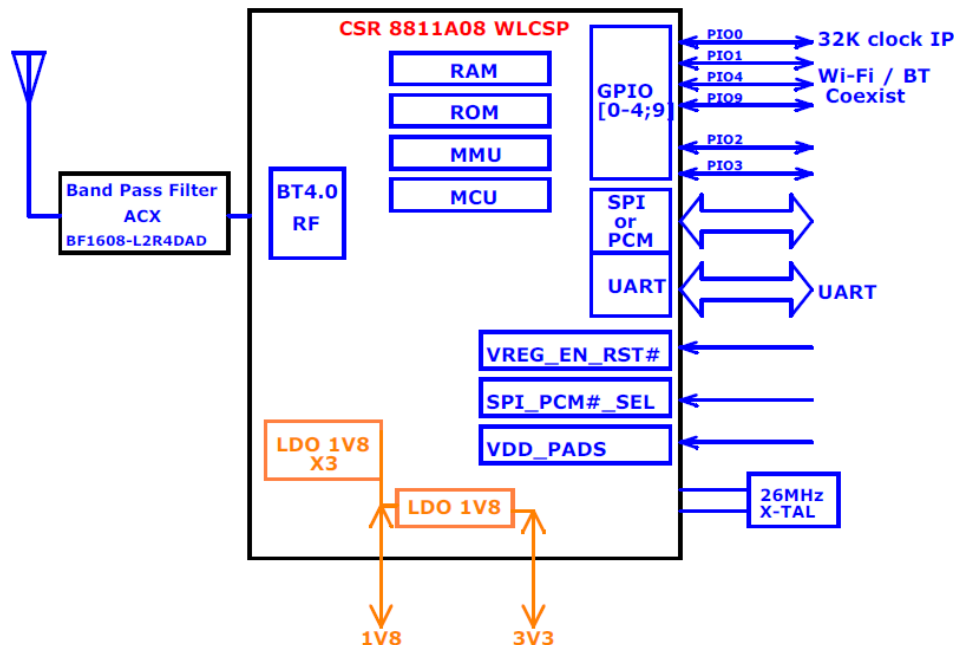 CSR 8811A08 WLCSP
RAM
ROM
MMU
MCU
BT4.0
RF
Band Pass Filter
ACX
BF1608-L2R4DAD
GPIO
[0-4;9]
PIO0
PIO1
PIO4
PIO9
PIO2
PIO3
32K clock IP
Wi-Fi / BT
Coexist
SPI
or
PCM
UART
UART
VREG_EN_RST#
SPI_PCM#_SEL
VDD_PADS
26MHz
X-TAL
LDO 1V8
X3
LDO 1V8
1V8
3V3